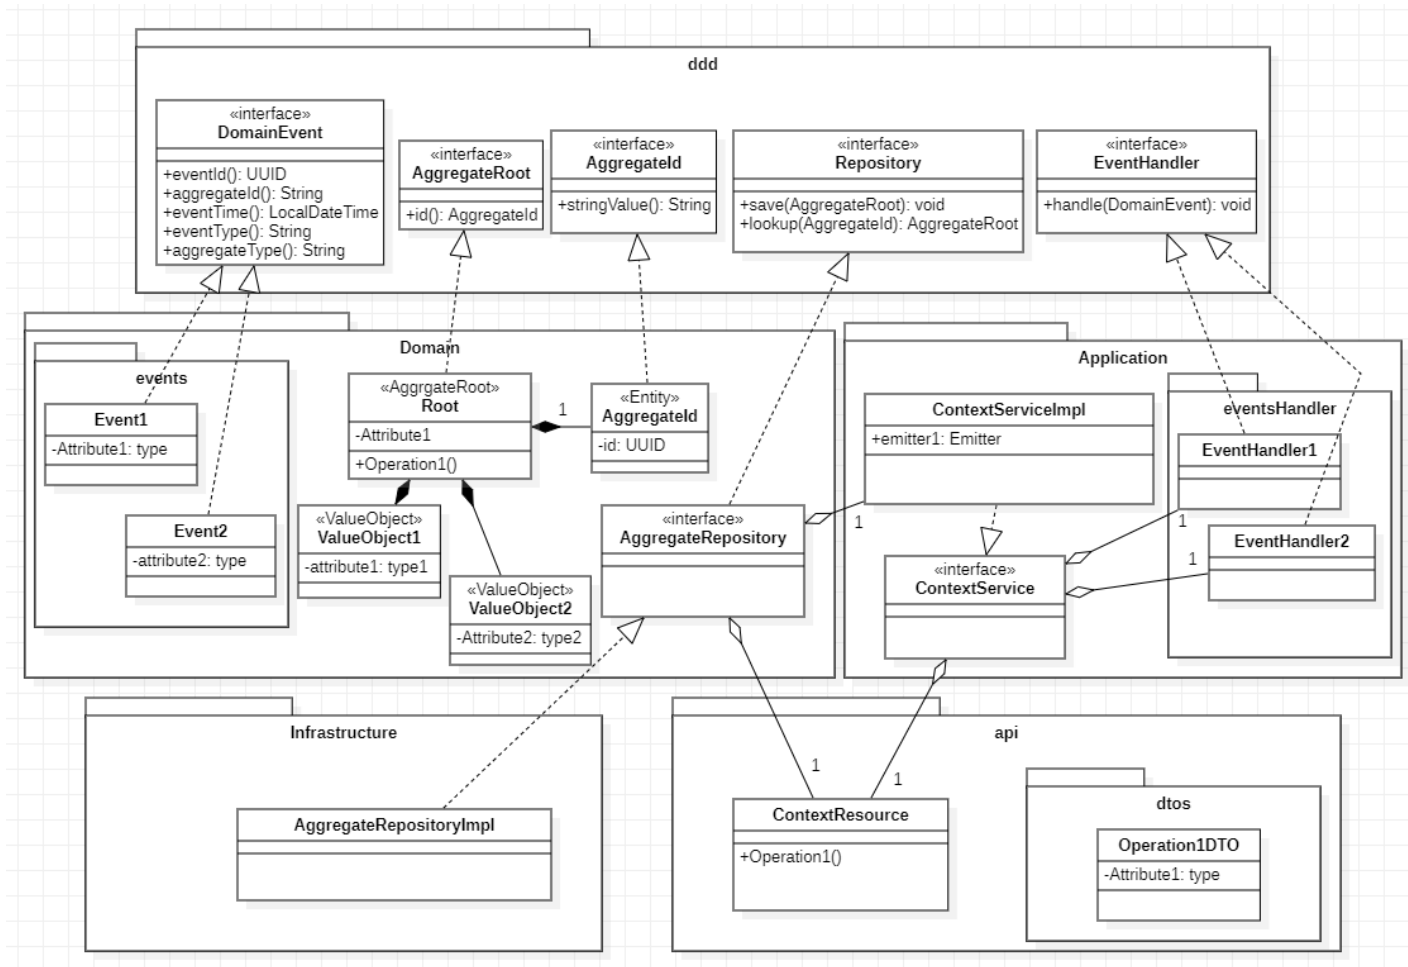 ddd
«interface»
DomainEvent
+eventId(): UUID
+aggregateId(): String
+eventTime(): LocalDateTime
+eventType(): String
+aggregateType(): String
«interface»
AggregateRoot
+id(): AggregateId
«interface»
AggregateId
+stringValue(): String
«interface»
Repository
+save(AggregateRoot): void
+lookup(AggregateId): AggregateRoot
«interface»
EventHandler
+handle(DomainEvent): void
Domain
events
Event1
-Attribute1: type
Event2
-attribute2: type
«AggrgateRoot»
Root
-Attribute1
+Operation1()
1
«Entity»
AggregateId
-id: UUID
«ValueObject»
ValueObject1
-attribute1: type1
«ValueObject»
ValueObject2
-Attribute2: type2
«interface»
AggregateRepository
Application
ContextServiceImpl
+emitter1: Emitter
1
«interface»
ContextService
eventsHandler
EventHandler1
1
EventHandler2
1
Infrastructure
AggregateRepositoryImpl
api
1
1
ContextResource
+Operation1()
dtos
Operation1DTO
-Attribute1: type